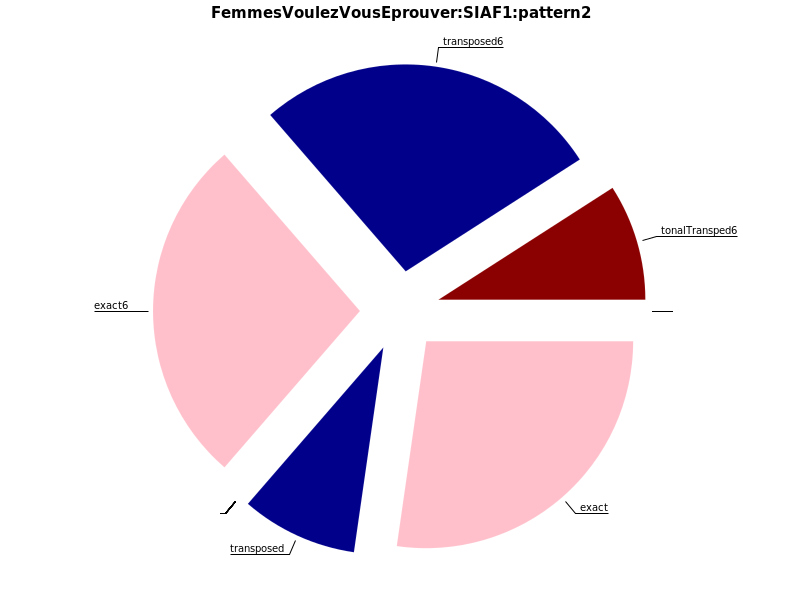 FemmesVoulezVousEprouver:SIAF1:pattern2
transposed6
tonalTransped6
exact6
exact
transposed